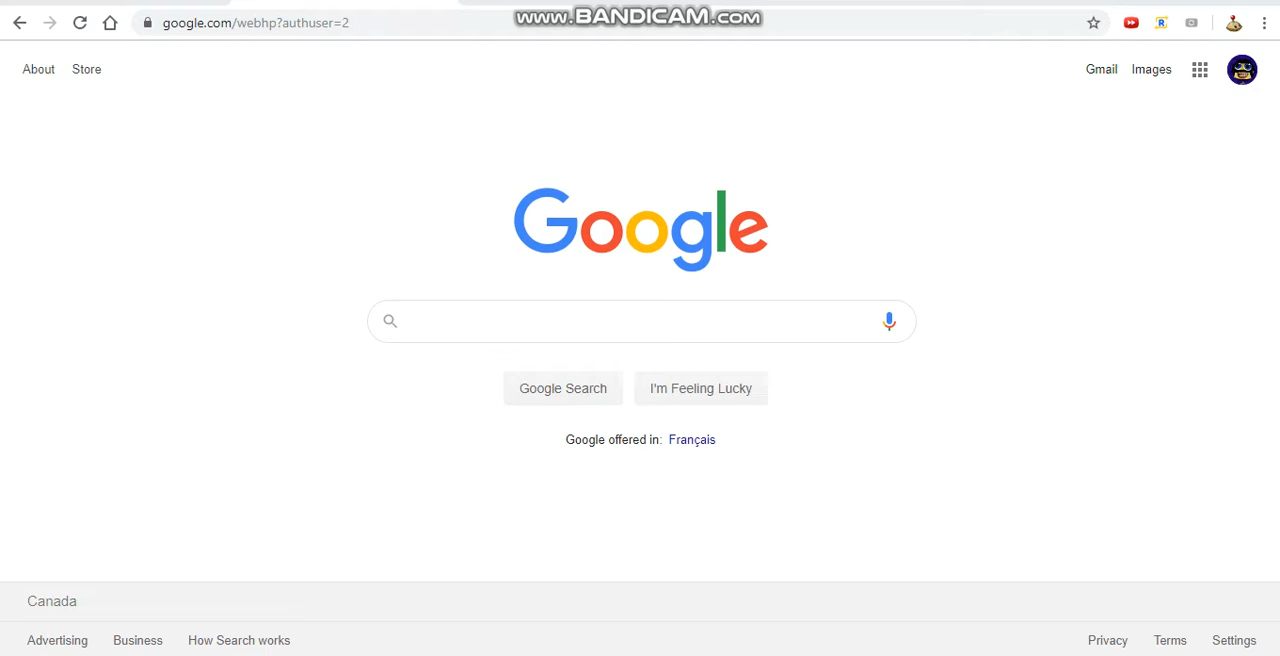 google.com/webhp?authuser=2
www.BANDICAM.com
R
About Store
Gmail Images
Google
Google Search I'm Feeling Lucky
Google offered in: Français
Canada
Advertising Business How Search works
Privacy Terms Settings